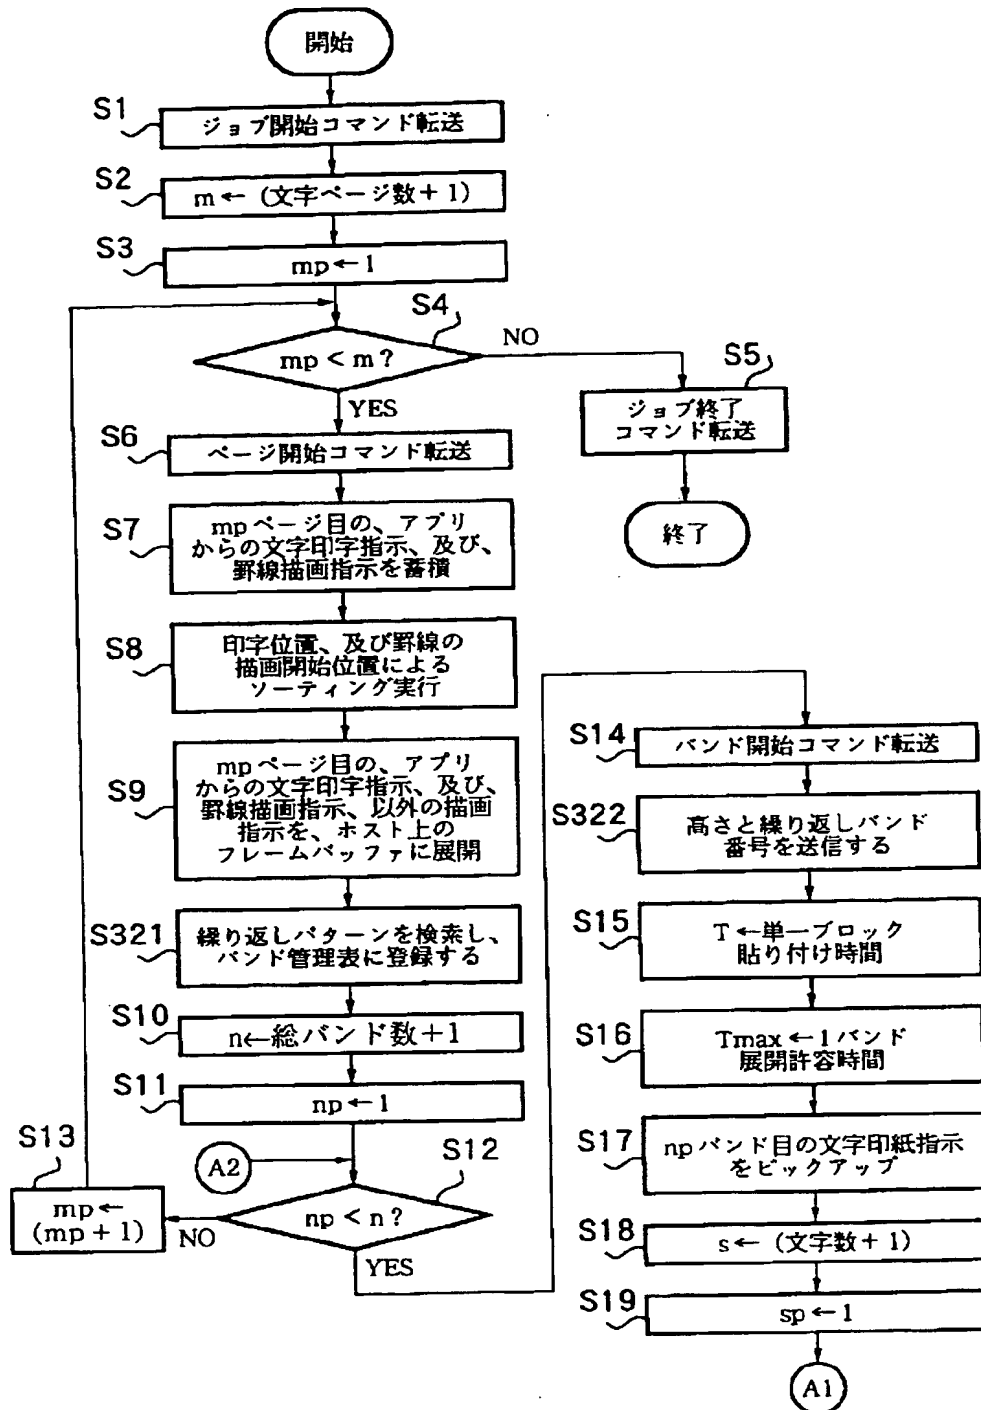 開始
S1
ジョブ開始コマンド転送
S2
m←(文字ページ数+1)
S3
mp←1
S4
mp<m?
NO
YES
S5
ジョブ終了
コマンド転送
終了
S6
ページ開始コマンド転送
S7
mpページ目の、アプリ
からの文字印字指示、及び、
罫線描画指示を蓄積
S8
印字位置、及び罫線の
描画開始位置による
ソーティング実行
S9
mpページ目の、アプリ
からの文字印字指示、及び、
罫線描画指示、以外の描画
指示を、ホスト上の
フレームバッファに展開
S321
繰り返しパターンを検索し、
バンド管理表に登録する
S10
n←総バンド数+1
S11
np←1
A2
S12
np<n?
NO
YES
S13
mp←
(mp+1)
S14
バンド開始コマンド転送
S322
高さと繰り返しバンド
番号を送信する
S15
T←単一ブロック
貼り付け時間
S16
Tmax←1バンド
展開許容時間
S17
npバンド目の文字印紙指示
をピックアップ
S18
s←(文字数+1)
S19
sp←1
A1